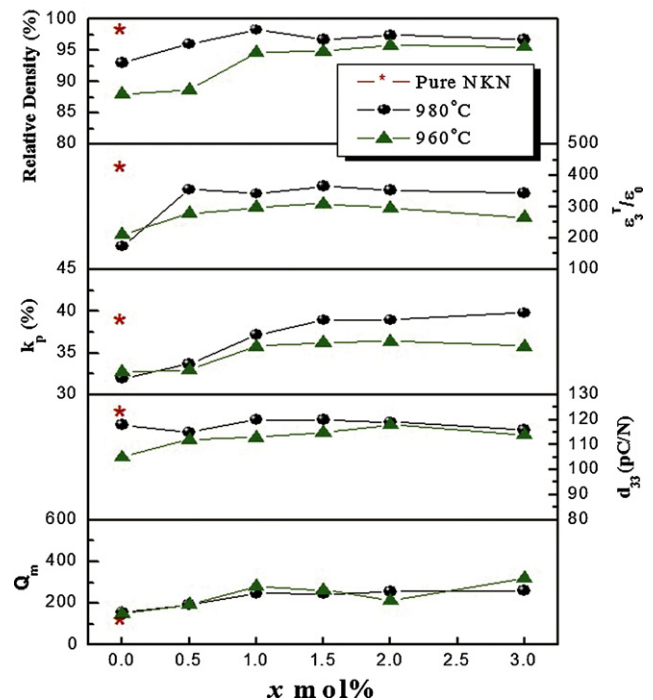 Relative Density (%)
100
95
90
85
80
* Pure NKN
980°C
960°C
500
400
300
200
100
ε₃ᵀ/ε₀
45
40
35
30
kₚ (%)
130
120
110
100
90
80
d₃₃ (pC/N)
600
400
200
0
Qₘ
0.0 0.5 1.0 1.5 2.0 2.5 3.0
x mol%